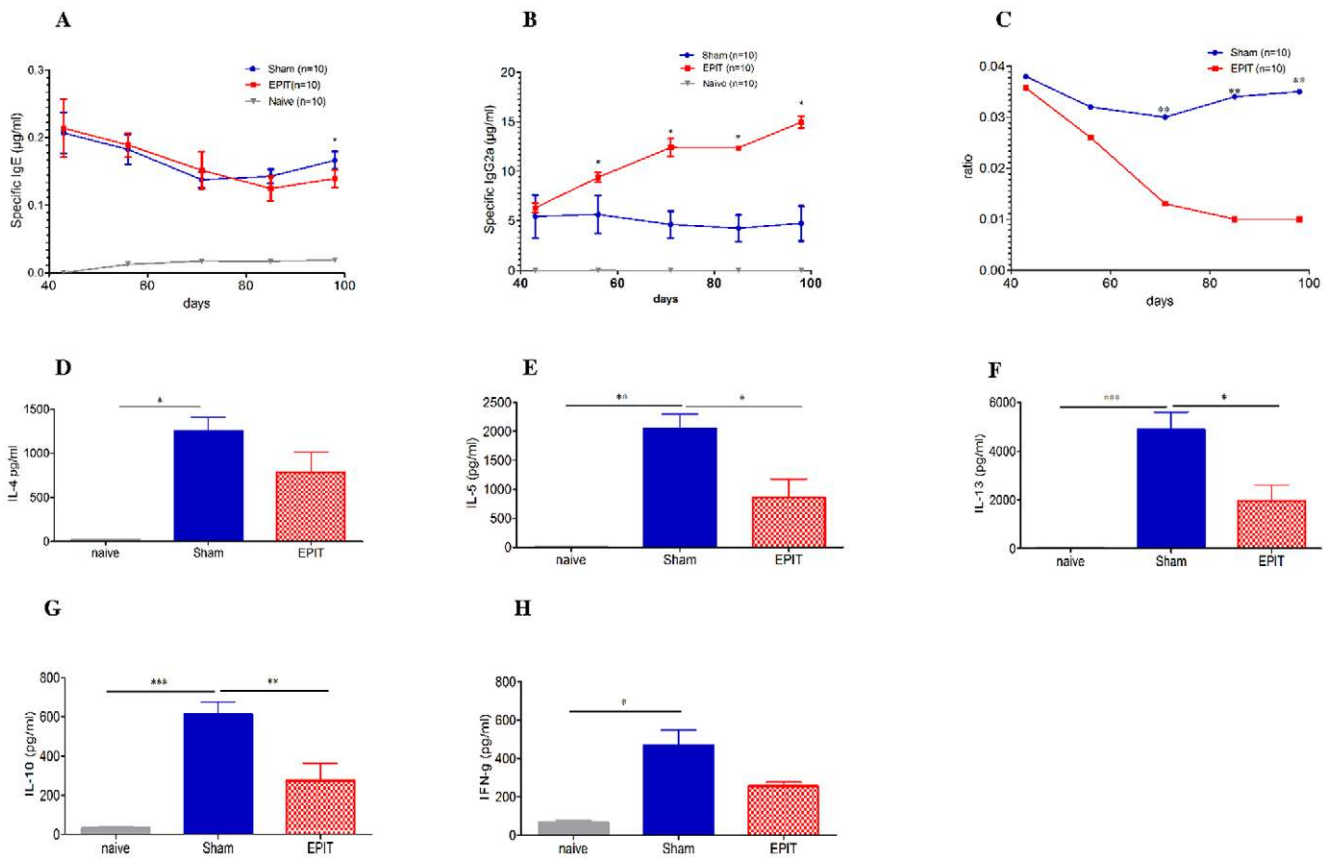 A
B
C
Sham (n=10)
EPIT(n=10)
Naive (n=10)
Specific IgE (µg/ml)
0.3
0.2
0.1
0.0
40
60
80
100
days
*
Sham (n=10)
EPIT (n=10)
Naive (n=10)
Specific IgG2a (µg/ml)
20
15
10
5
0
40
60
80
100
days
*
*
*
*
Sham (n=10)
EPIT (n=10)
ratio
0.04
0.03
0.02
0.01
0.00
40
60
80
100
days
**
**
**
D
E
F
IL-4 pg/ml
1500
1000
500
0
naive
Sham
EPIT
*
IL-5 (pg/ml)
2500
2000
1500
1000
500
0
naive
Sham
EPIT
**
*
IL-13 (pg/ml)
6000
4000
2000
0
naive
Sham
EPIT
***
*
G
H
IL-10 (pg/ml)
800
600
400
200
0
naive
Sham
EPIT
***
**
IFN-g (pg/ml)
800
600
400
200
0
naive
Sham
EPIT
*